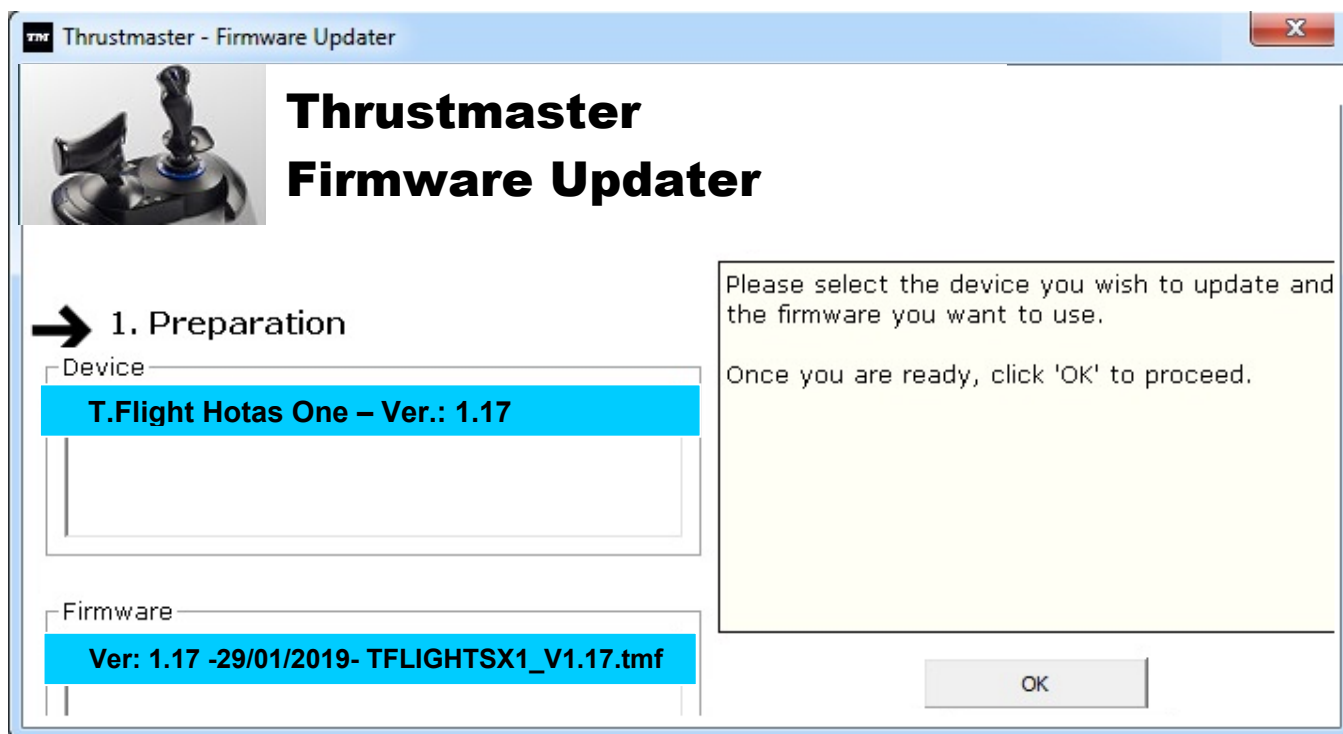 TM Thrustmaster - Firmware Updater
x
Thrustmaster
Firmware Updater
1. Preparation
Device
T.Flight Hotas One – Ver.: 1.17
Firmware
Ver: 1.17 -29/01/2019- TFLIGHTSX1_V1.17.tmf
Please select the device you wish to update and
the firmware you want to use.
Once you are ready, click 'OK' to proceed.
OK